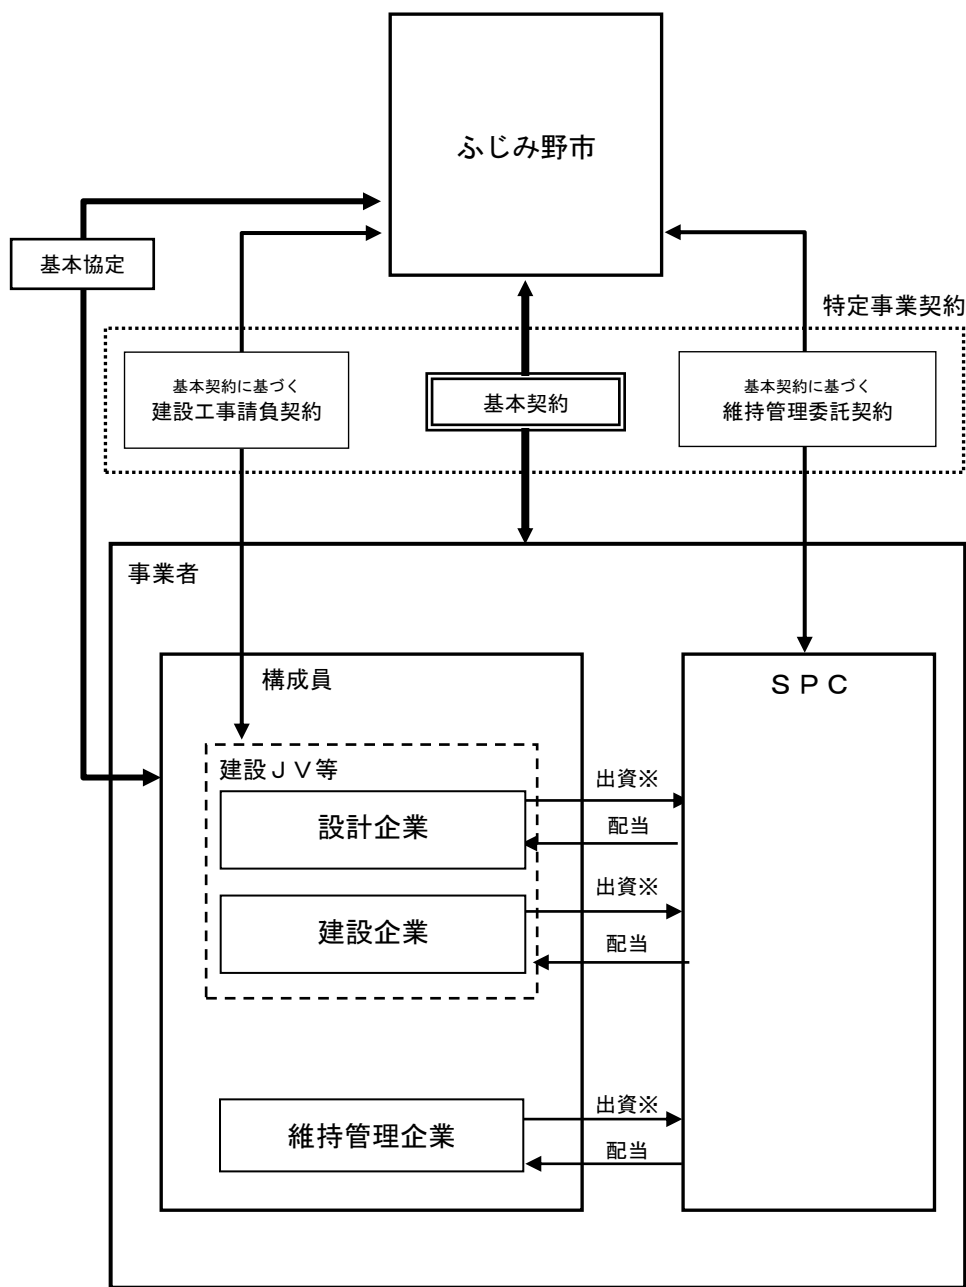 ふじみ野市
基本協定
特定事業契約
基本契約に基づく
建設工事請負契約
基本契約
基本契約に基づく
維持管理委託契約
事業者
構成員
ＳＰＣ
建設ＪＶ等
設計企業
出資※
配当
建設企業
出資※
配当
維持管理企業
出資※
配当